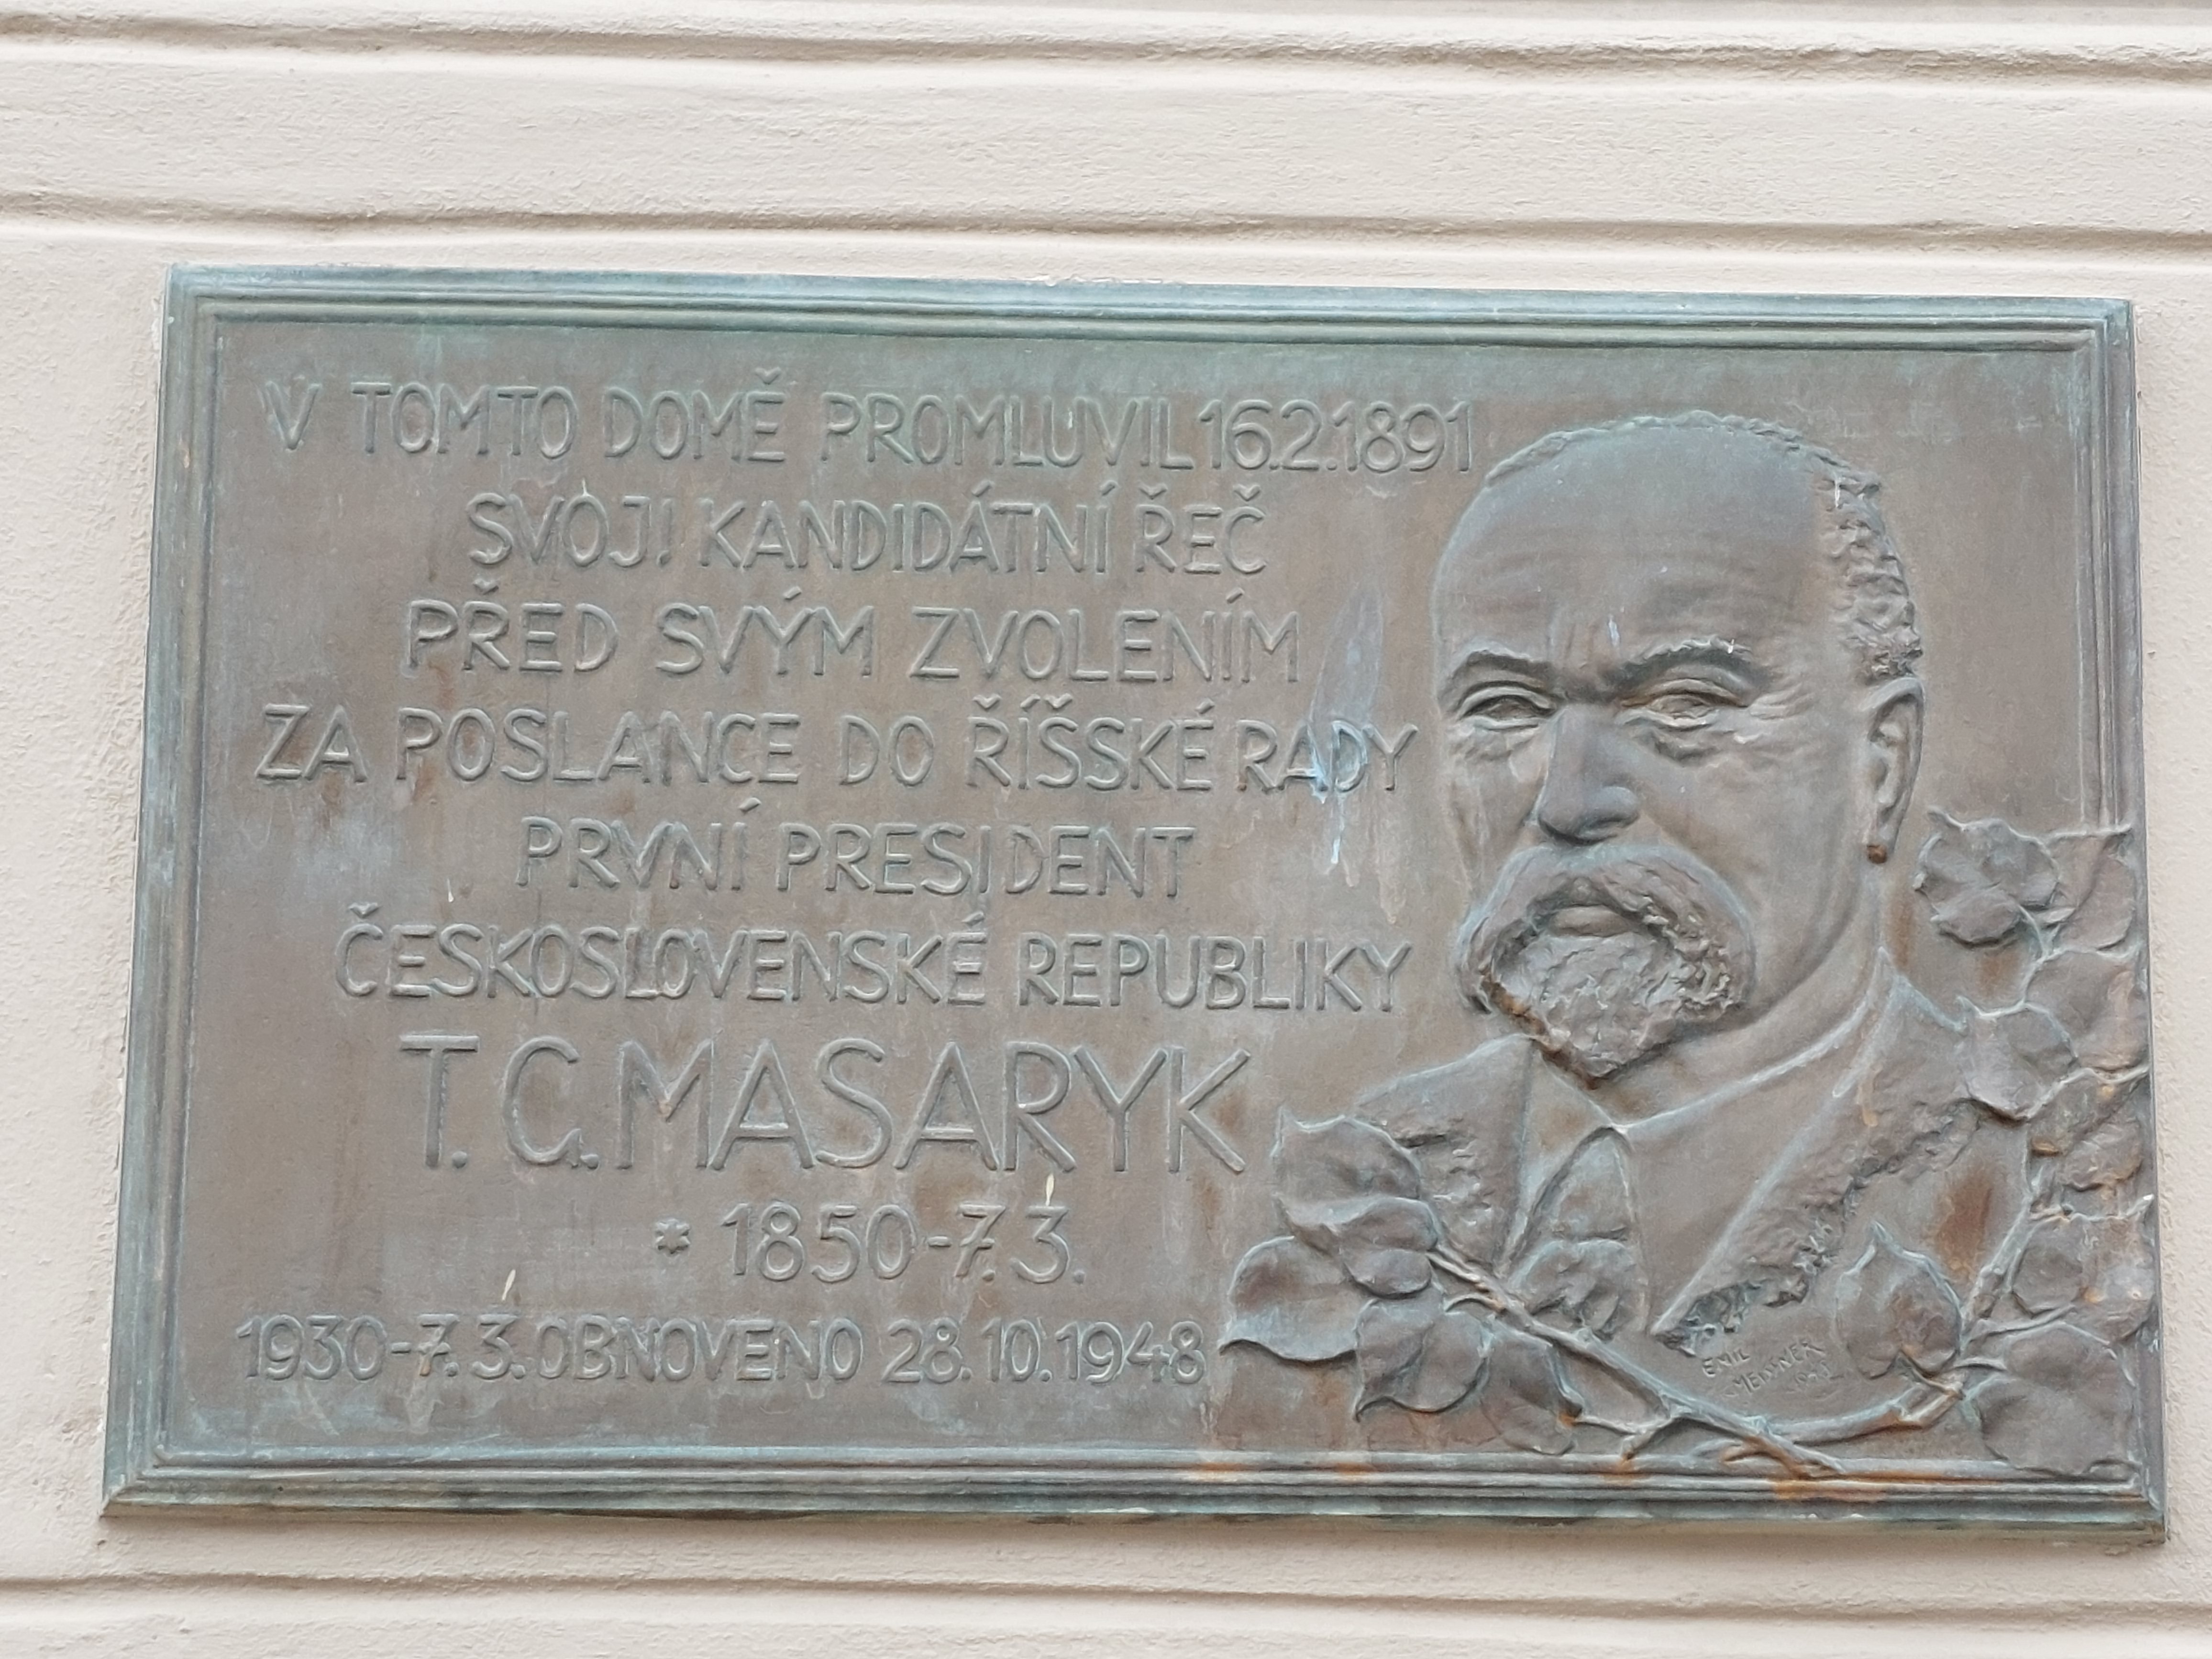 V TOMTO DOMĚ PROMLUVIL 16.2.1891
SVOJI KANDIDÁTNÍ ŘEČ
PŘED SVÝM ZVOLENÍM
ZA POSLANCE DO ŘÍŠSKÉ RADY
PRVNÍ PRESIDENT
ČESKOSLOVENSKÉ REPUBLIKY
T. G. MASARYK
* 1850-7.3.
1930-7.3. OBNOVENO 28.10.1948
EMIL
MEISSNER